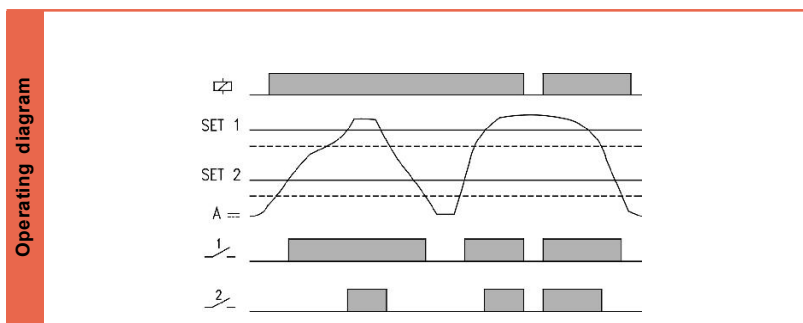 Operating diagram
SET 1
SET 2
A ⎓
1
2